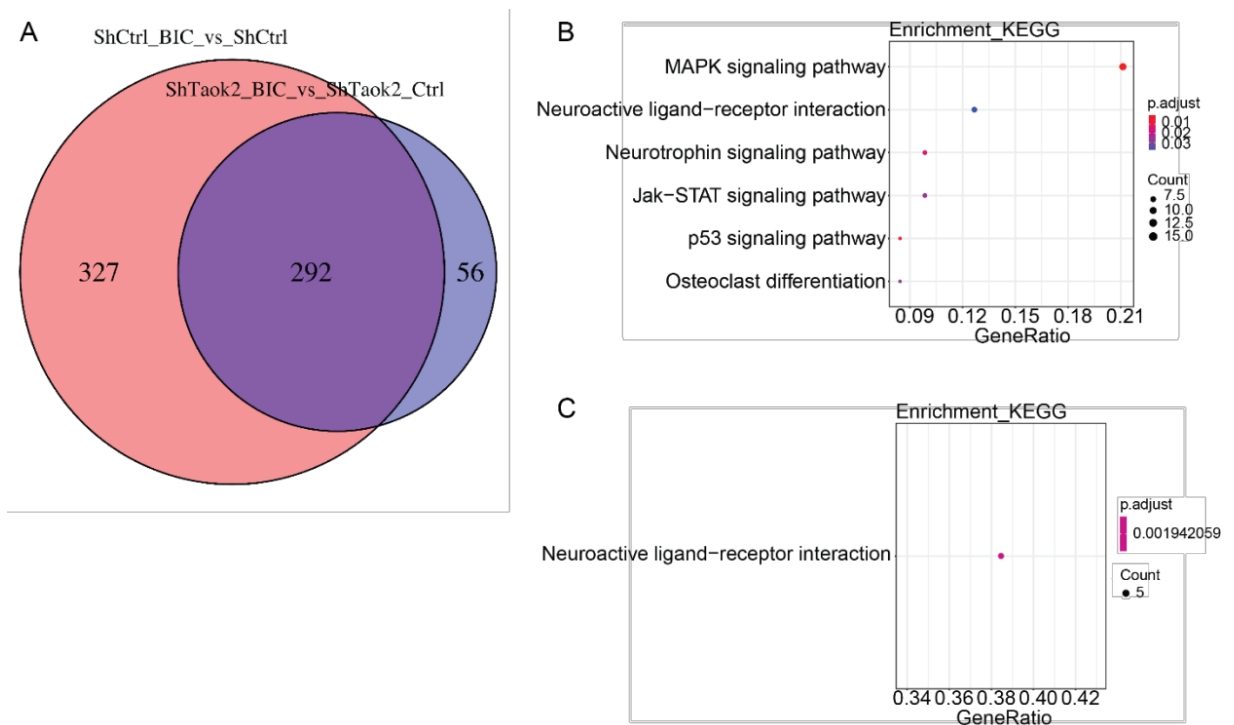 A
ShCtrl_BIC_vs_ShCtrl
ShTaok2_BIC_vs_ShTaok2_Ctrl
327
292
56
B
Enrichment_KEGG
MAPK signaling pathway
Neuroactive ligand−receptor interaction
Neurotrophin signaling pathway
Jak−STAT signaling pathway
p53 signaling pathway
Osteoclast differentiation
0.09 0.12 0.15 0.18 0.21
GeneRatio
p.adjust
0.01
0.02
0.03
Count
7.5
10.0
12.5
15.0
C
Enrichment_KEGG
Neuroactive ligand−receptor interaction
0.34 0.36 0.38 0.40 0.42
GeneRatio
p.adjust
0.001942059
Count
5